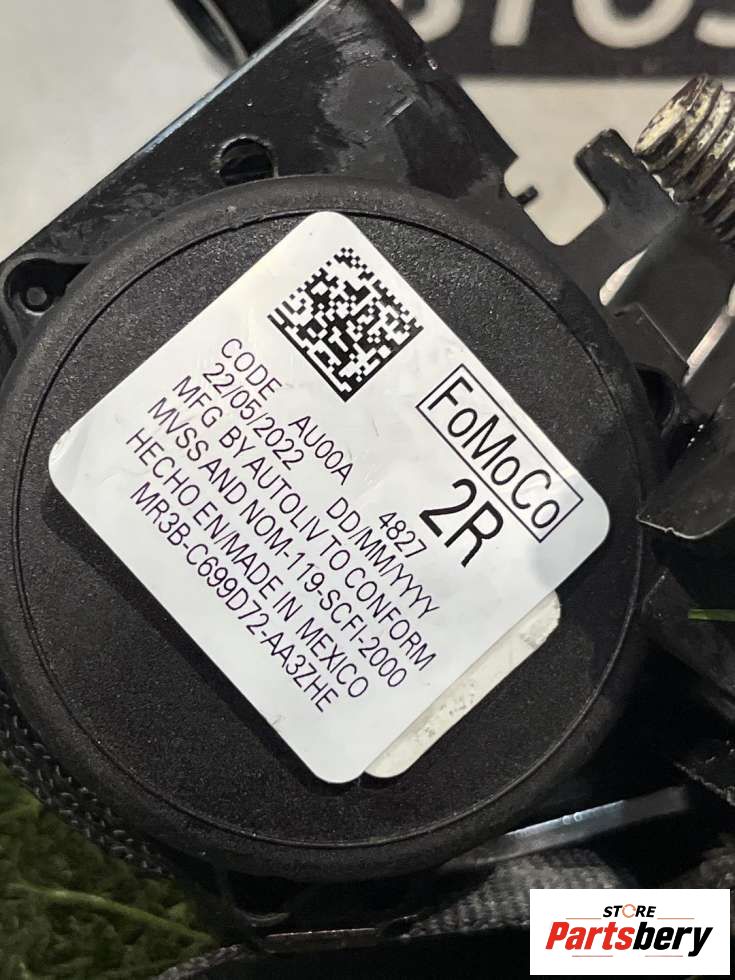 FoMoCo
2R
CODE AU00A 4827
22/05/2022 DD/MM/YYYY
MFG BY AUTOLIV TO CONFORM
MVSS AND NOM-119-SCFI-2000
HECHO EN/MADE IN MEXICO
MR3B-C699D72-AA3ZHE
STORE
Partsbery